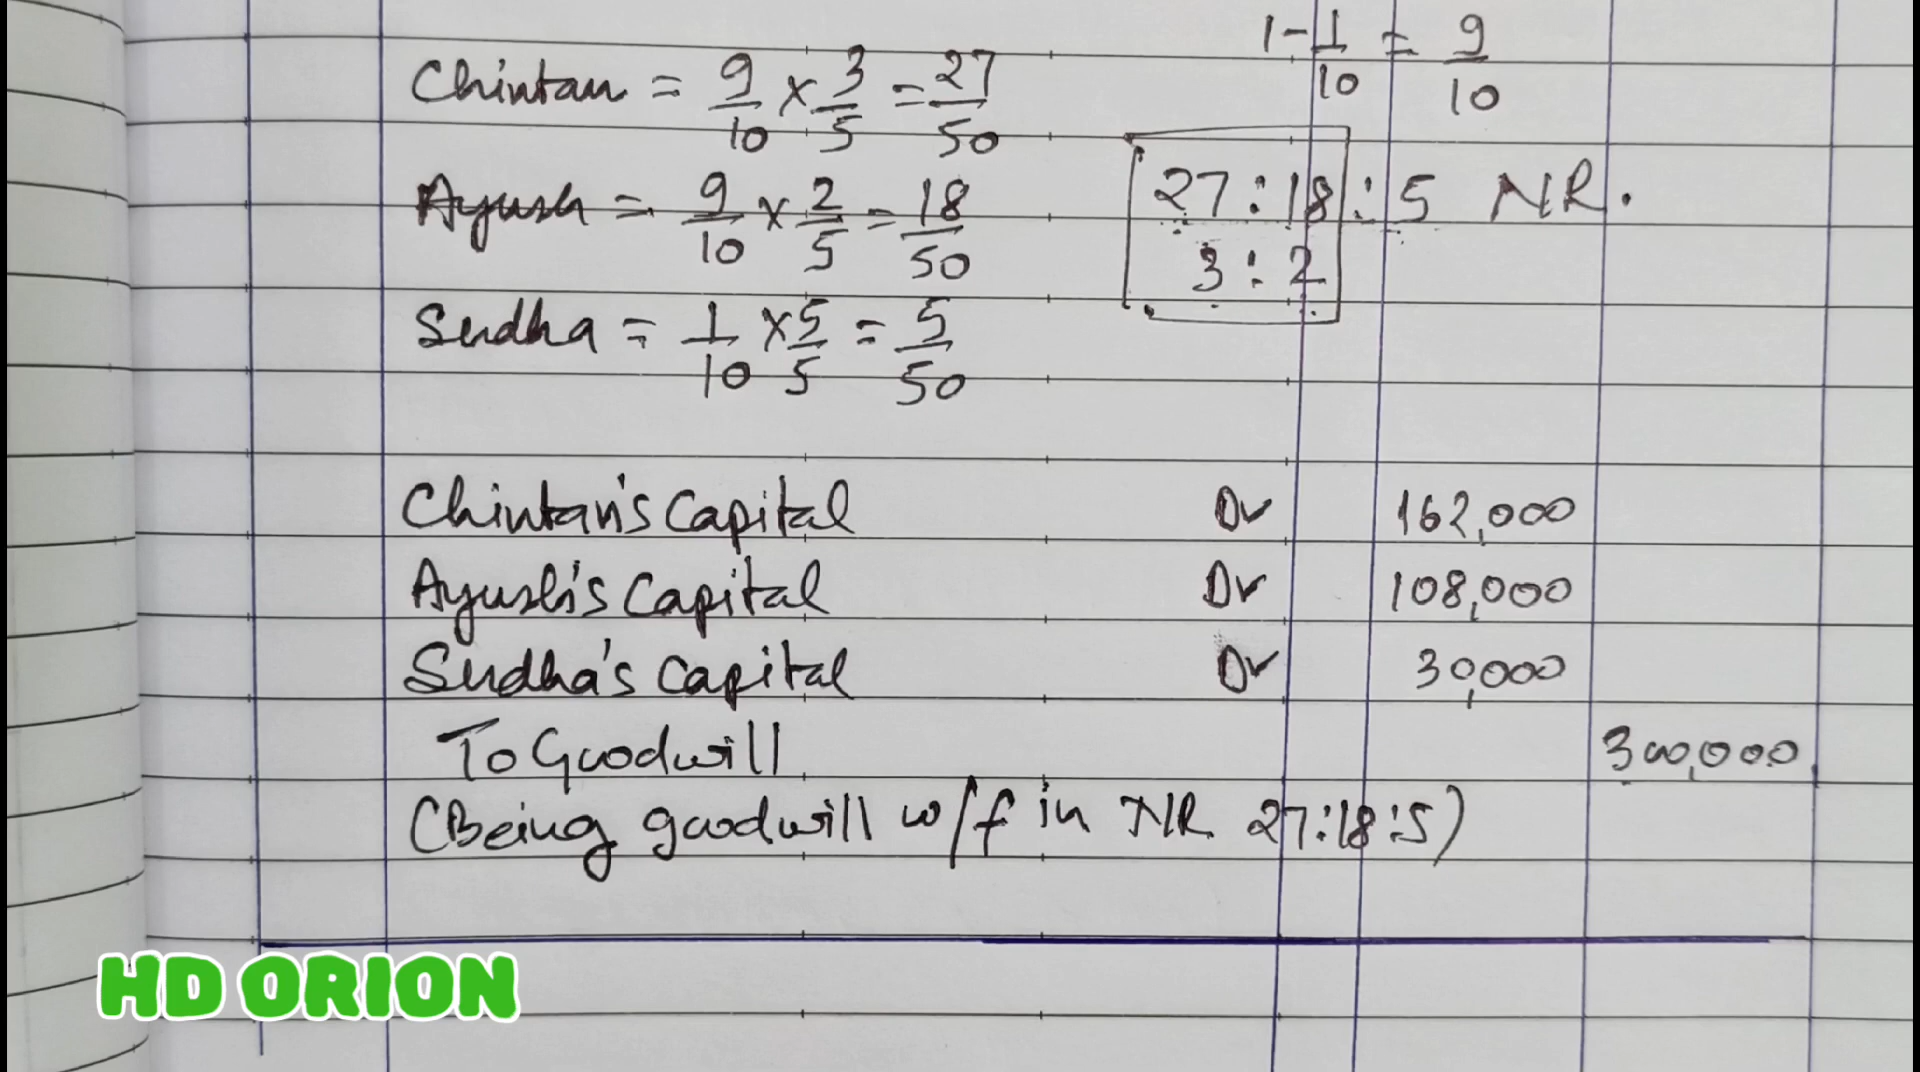 1 - 1/10 = 9/10
Chintan = 9/10 × 3/5 = 27/50
27 : 18 : 5 NR.
Ayush = 9/10 × 2/5 = 18/50
3 : 2
Sudha = 1/10 × 5/5 = 5/50
Chintan's Capital Dr 162,000
Ayush's Capital Dr 108,000
Sudha's Capital Dr 30,000
To Goodwill 300,000
(Being goodwill w/f in NR 27:18:5)
HD ORION